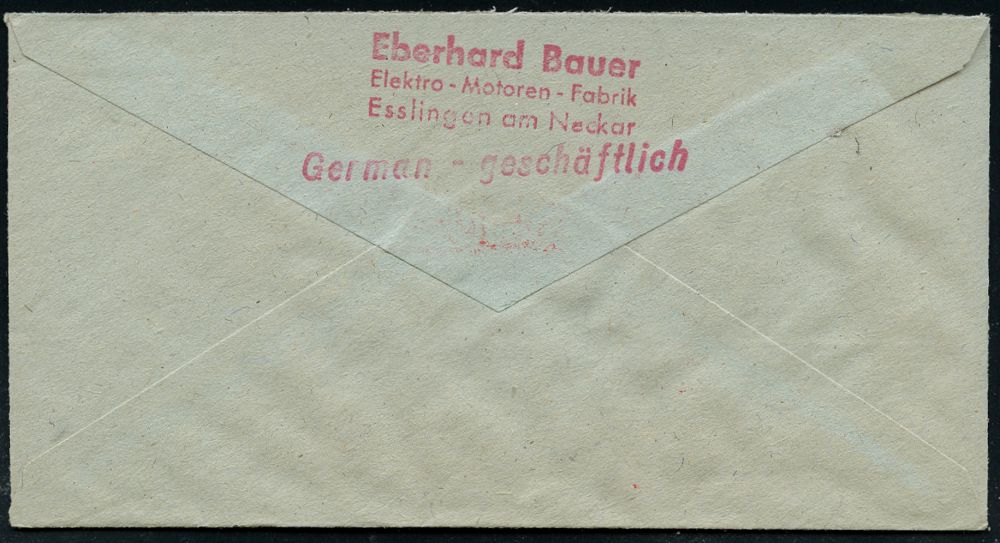 Eberhard Bauer
Elektro - Motoren - Fabrik
Esslingen am Neckar
German - geschäftlich